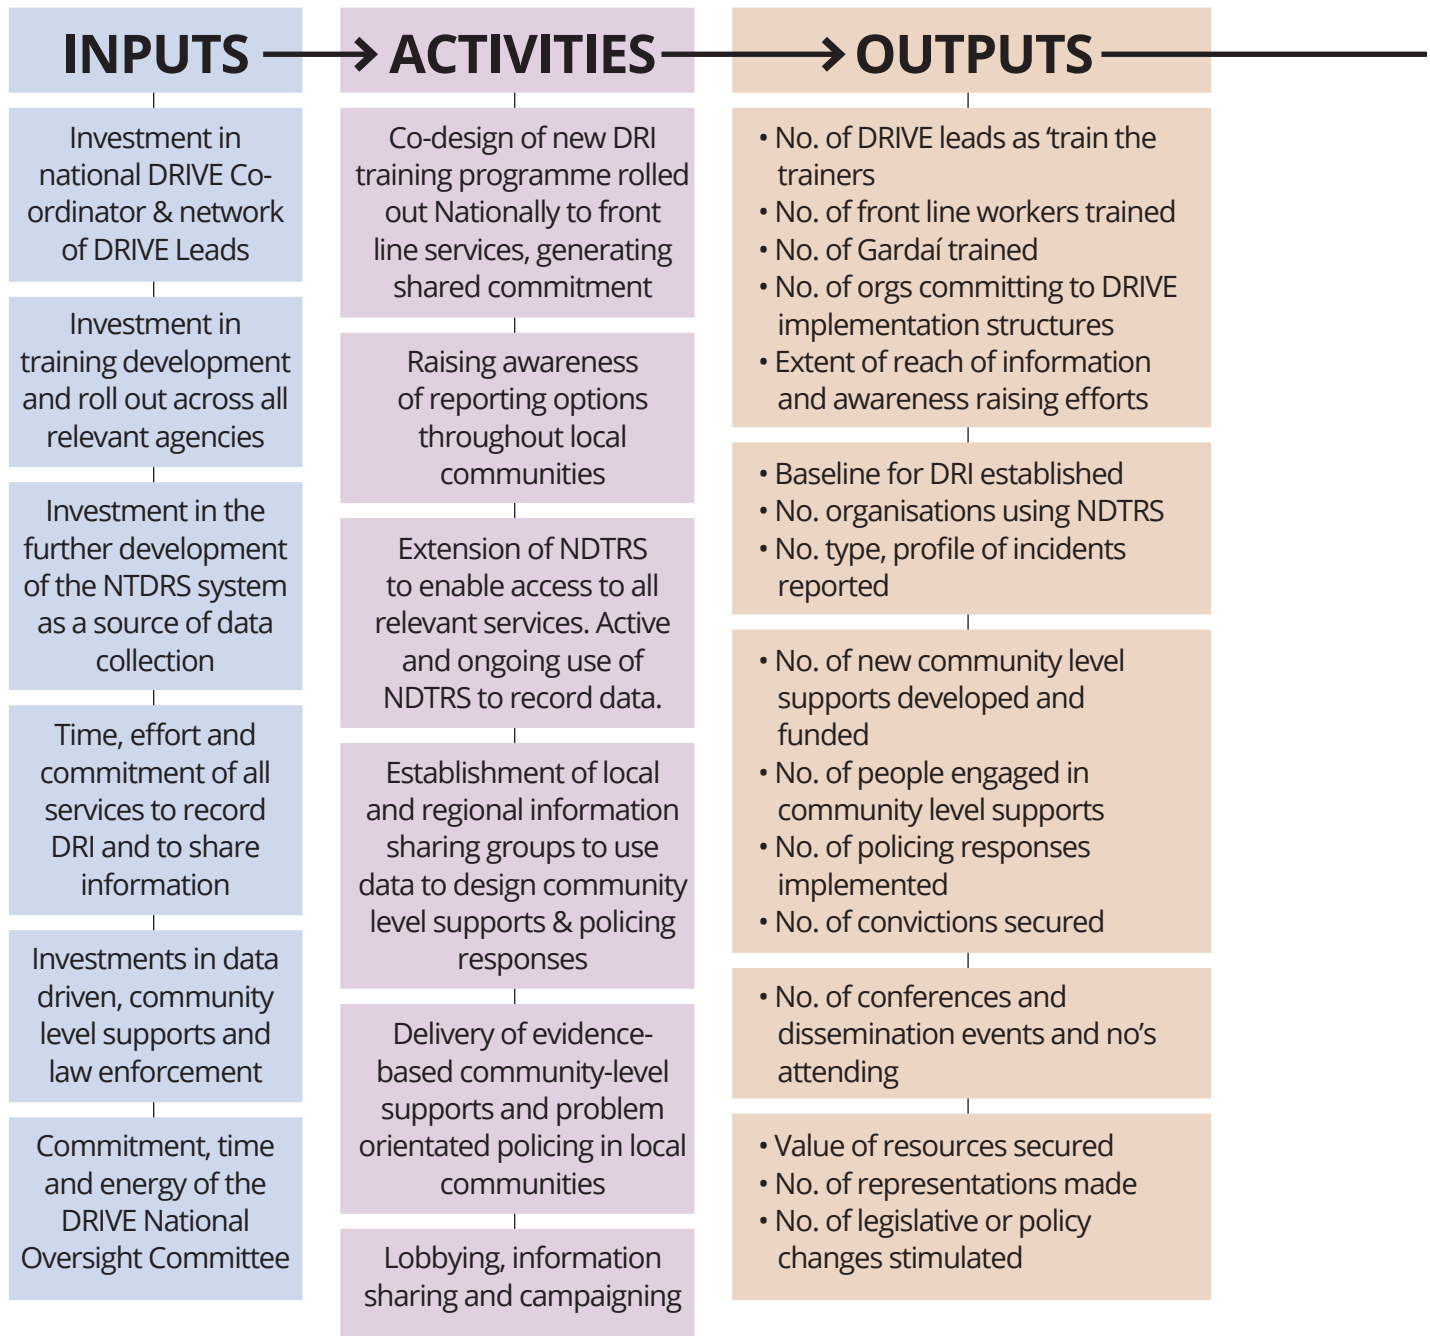 INPUTS
Investment in
national DRIVE Co-
ordinator & network
of DRIVE Leads
Investment in
training development
and roll out across all
relevant agencies
Investment in the
further development
of the NTDRS system
as a source of data
collection
Time, effort and
commitment of all
services to record
DRI and to share
information
Investments in data
driven, community
level supports and
law enforcement
Commitment, time
and energy of the
DRIVE National
Oversight Committee
ACTIVITIES
Co-design of new DRI
training programme rolled
out Nationally to front
line services, generating
shared commitment
Raising awareness
of reporting options
throughout local
communities
Extension of NDTRS
to enable access to all
relevant services. Active
and ongoing use of
NDTRS to record data.
Establishment of local
and regional information
sharing groups to use
data to design community
level supports & policing
responses
Delivery of evidence-
based community-level
supports and problem
orientated policing in local
communities
Lobbying, information
sharing and campaigning
OUTPUTS
• No. of DRIVE leads as ‘train the
trainers
• No. of front line workers trained
• No. of Gardaí trained
• No. of orgs committing to DRIVE
implementation structures
• Extent of reach of information
and awareness raising efforts
• Baseline for DRI established
• No. organisations using NDTRS
• No. type, profile of incidents
reported
• No. of new community level
supports developed and
funded
• No. of people engaged in
community level supports
• No. of policing responses
implemented
• No. of convictions secured
• No. of conferences and
dissemination events and no’s
attending
• Value of resources secured
• No. of representations made
• No. of legislative or policy
changes stimulated